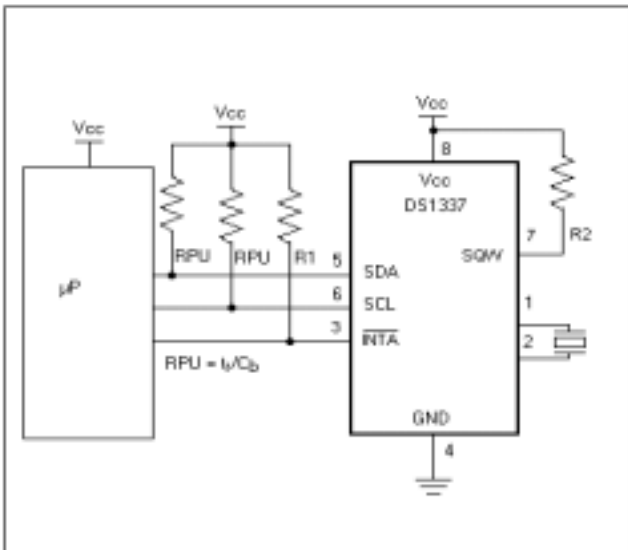 Vcc
Vcc
Vcc
8
Vcc
DS1337
7
R2
RPU
RPU
R1
5
SDA
SQW
μP
6
SCL
1
3
INTA
2
RPU = tr/Cb
GND
4